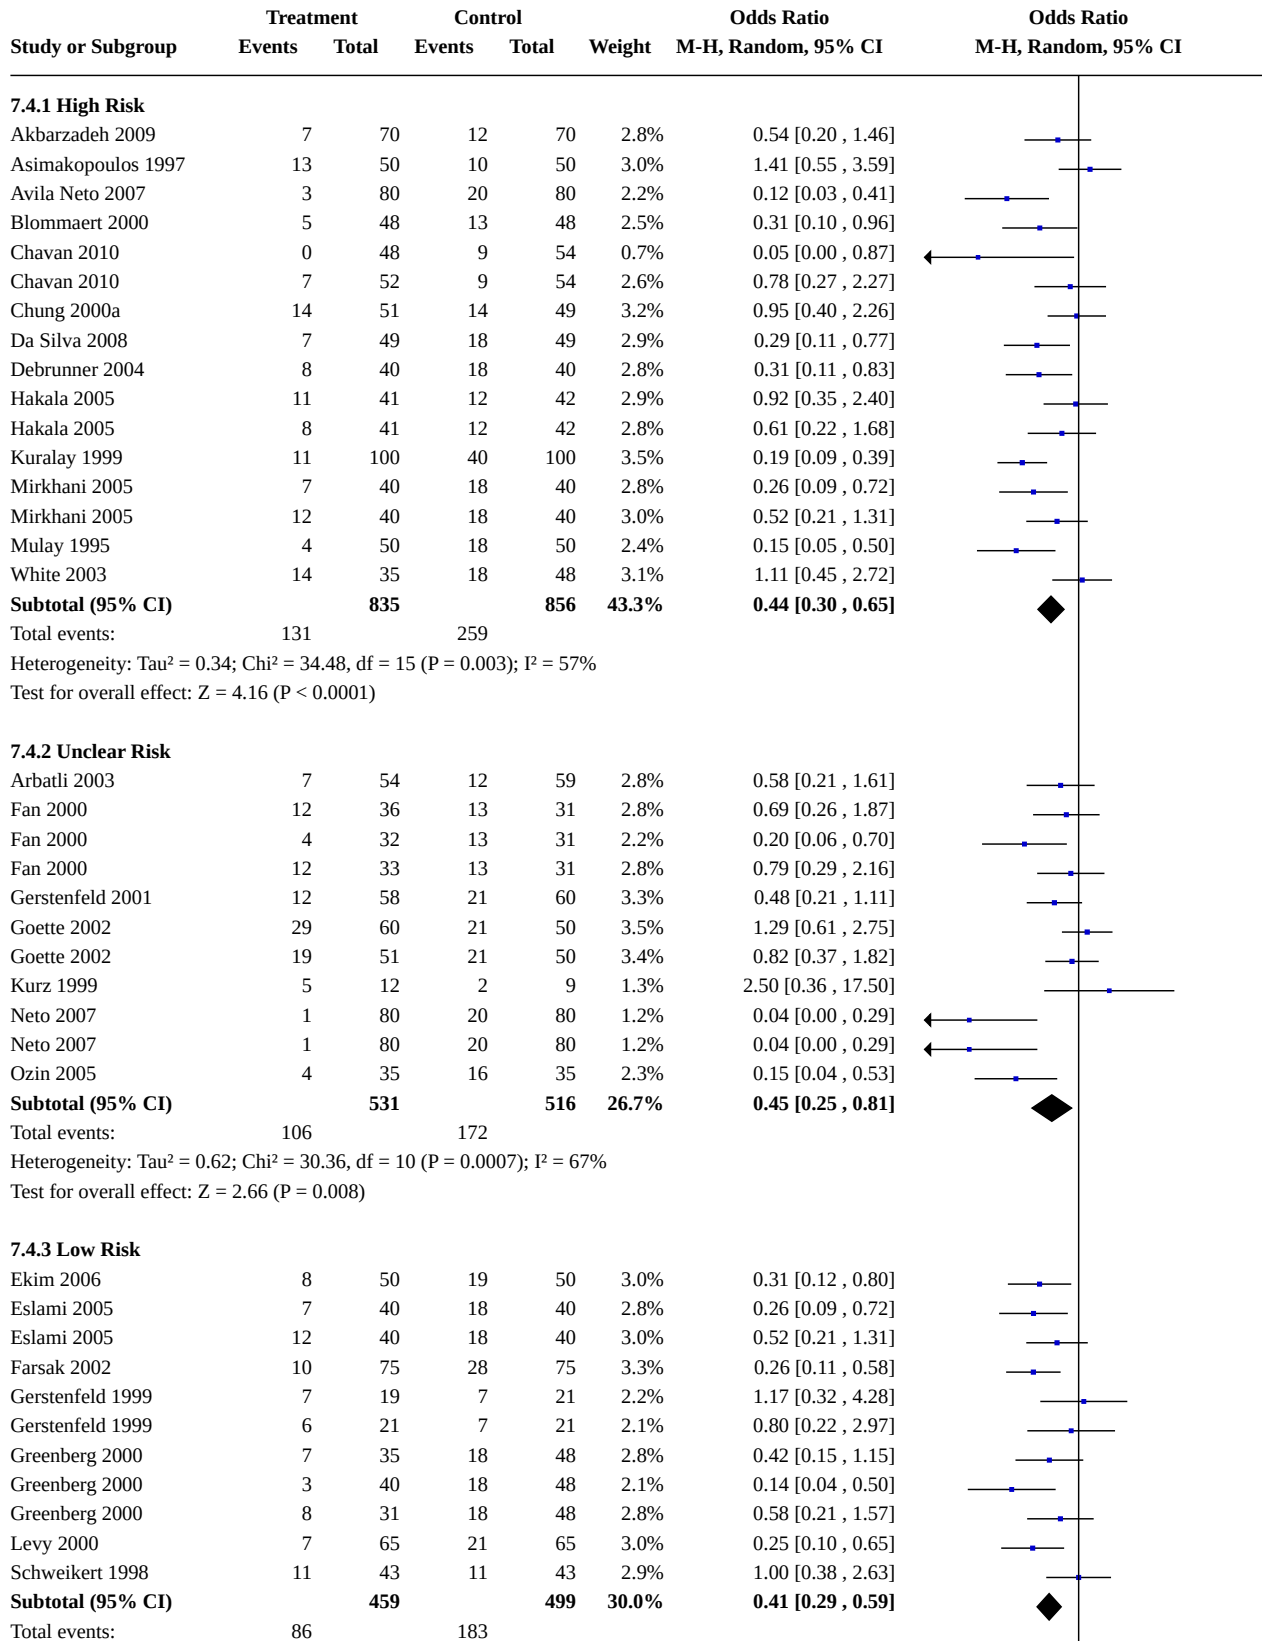 Treatment Control Odds Ratio Odds Ratio
Study or Subgroup Events Total Events Total Weight M-H, Random, 95% CI M-H, Random, 95% CI
7.4.1 High Risk
Akbarzadeh 2009 7 70 12 70 2.8% 0.54 [0.20 , 1.46]
Asimakopoulos 1997 13 50 10 50 3.0% 1.41 [0.55 , 3.59]
Avila Neto 2007 3 80 20 80 2.2% 0.12 [0.03 , 0.41]
Blommaert 2000 5 48 13 48 2.5% 0.31 [0.10 , 0.96]
Chavan 2010 0 48 9 54 0.7% 0.05 [0.00 , 0.87]
Chavan 2010 7 52 9 54 2.6% 0.78 [0.27 , 2.27]
Chung 2000a 14 51 14 49 3.2% 0.95 [0.40 , 2.26]
Da Silva 2008 7 49 18 49 2.9% 0.29 [0.11 , 0.77]
Debrunner 2004 8 40 18 40 2.8% 0.31 [0.11 , 0.83]
Hakala 2005 11 41 12 42 2.9% 0.92 [0.35 , 2.40]
Hakala 2005 8 41 12 42 2.8% 0.61 [0.22 , 1.68]
Kuralay 1999 11 100 40 100 3.5% 0.19 [0.09 , 0.39]
Mirkhani 2005 7 40 18 40 2.8% 0.26 [0.09 , 0.72]
Mirkhani 2005 12 40 18 40 3.0% 0.52 [0.21 , 1.31]
Mulay 1995 4 50 18 50 2.4% 0.15 [0.05 , 0.50]
White 2003 14 35 18 48 3.1% 1.11 [0.45 , 2.72]
Subtotal (95% CI) 835 856 43.3% 0.44 [0.30 , 0.65]
Total events: 131 259
Heterogeneity: Tau² = 0.34; Chi² = 34.48, df = 15 (P = 0.003); I² = 57%
Test for overall effect: Z = 4.16 (P < 0.0001)
7.4.2 Unclear Risk
Arbatli 2003 7 54 12 59 2.8% 0.58 [0.21 , 1.61]
Fan 2000 12 36 13 31 2.8% 0.69 [0.26 , 1.87]
Fan 2000 4 32 13 31 2.2% 0.20 [0.06 , 0.70]
Fan 2000 12 33 13 31 2.8% 0.79 [0.29 , 2.16]
Gerstenfeld 2001 12 58 21 60 3.3% 0.48 [0.21 , 1.11]
Goette 2002 29 60 21 50 3.5% 1.29 [0.61 , 2.75]
Goette 2002 19 51 21 50 3.4% 0.82 [0.37 , 1.82]
Kurz 1999 5 12 2 9 1.3% 2.50 [0.36 , 17.50]
Neto 2007 1 80 20 80 1.2% 0.04 [0.00 , 0.29]
Neto 2007 1 80 20 80 1.2% 0.04 [0.00 , 0.29]
Ozin 2005 4 35 16 35 2.3% 0.15 [0.04 , 0.53]
Subtotal (95% CI) 531 516 26.7% 0.45 [0.25 , 0.81]
Total events: 106 172
Heterogeneity: Tau² = 0.62; Chi² = 30.36, df = 10 (P = 0.0007); I² = 67%
Test for overall effect: Z = 2.66 (P = 0.008)
7.4.3 Low Risk
Ekim 2006 8 50 19 50 3.0% 0.31 [0.12 , 0.80]
Eslami 2005 7 40 18 40 2.8% 0.26 [0.09 , 0.72]
Eslami 2005 12 40 18 40 3.0% 0.52 [0.21 , 1.31]
Farsak 2002 10 75 28 75 3.3% 0.26 [0.11 , 0.58]
Gerstenfeld 1999 7 19 7 21 2.2% 1.17 [0.32 , 4.28]
Gerstenfeld 1999 6 21 7 21 2.1% 0.80 [0.22 , 2.97]
Greenberg 2000 7 35 18 48 2.8% 0.42 [0.15 , 1.15]
Greenberg 2000 3 40 18 48 2.1% 0.14 [0.04 , 0.50]
Greenberg 2000 8 31 18 48 2.8% 0.58 [0.21 , 1.57]
Levy 2000 7 65 21 65 3.0% 0.25 [0.10 , 0.65]
Schweikert 1998 11 43 11 43 2.9% 1.00 [0.38 , 2.63]
Subtotal (95% CI) 459 499 30.0% 0.41 [0.29 , 0.59]
Total events: 86 183